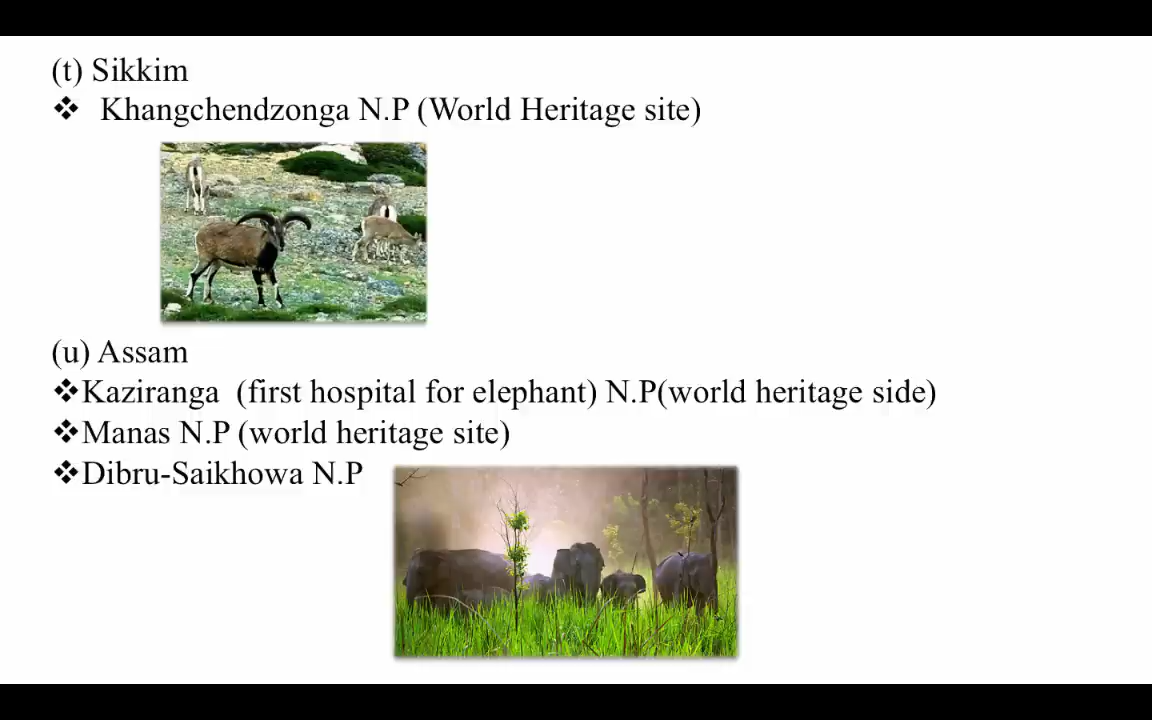 (t) Sikkim
❖ Khangchendzonga N.P (World Heritage site)
(u) Assam
❖Kaziranga (first hospital for elephant) N.P(world heritage side)
❖Manas N.P (world heritage site)
❖Dibru-Saikhowa N.P